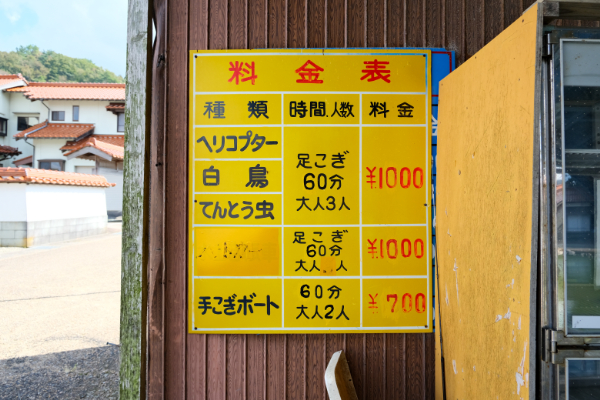 料金表
種類 時間、人数 料金
ヘリコプター
白鳥
てんとう虫
足こぎ
60分
大人3人
¥1000
足こぎ
60分
大人 人
¥1000
手こぎボート
60分
大人2人
¥700